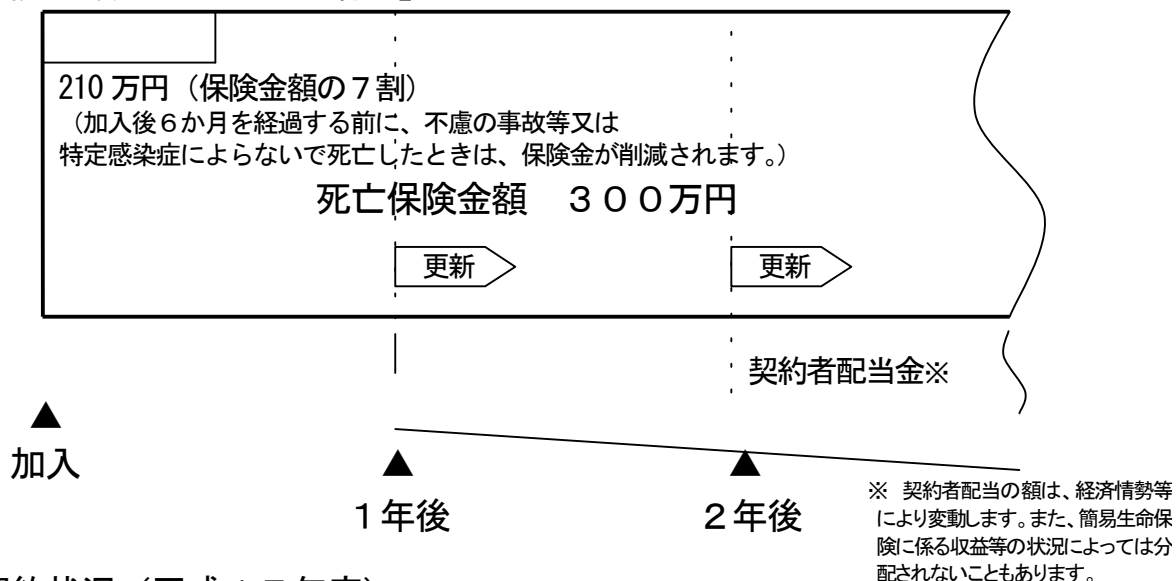 210 万円（保険金額の７割）
（加入後６か月を経過する前に、不慮の事故等又は
特定感染症によらないで死亡したときは、保険金が削減されます。）
死亡保険金額　３００万円
更新
更新
契約者配当金※
▲
加入
▲
１年後
▲
２年後
※　契約者配当の額は、経済情勢等
により変動します。また、簡易生命保
険に係る収益等の状況によっては分
配されないこともあります。